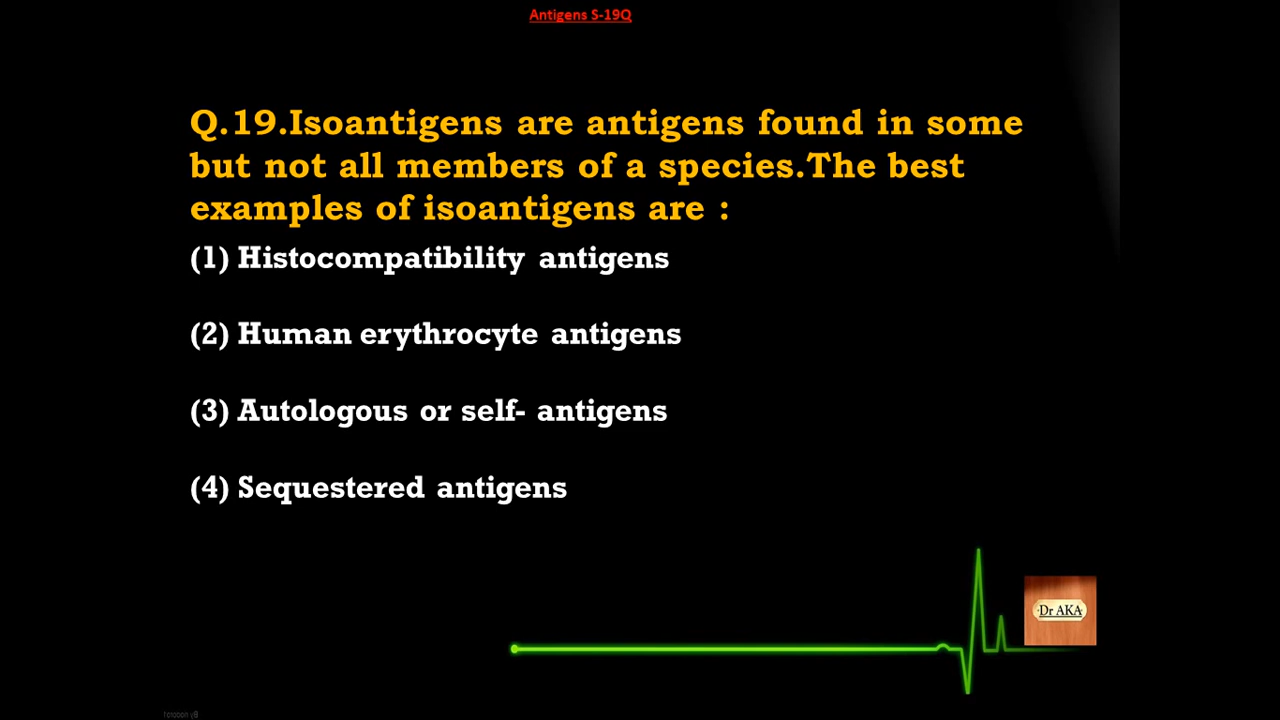 Antigens S-19Q
Q.19.Isoantigens are antigens found in some
but not all members of a species.The best
examples of isoantigens are :
(1) Histocompatibility antigens
(2) Human erythrocyte antigens
(3) Autologous or self- antigens
(4) Sequestered antigens
Dr AKA